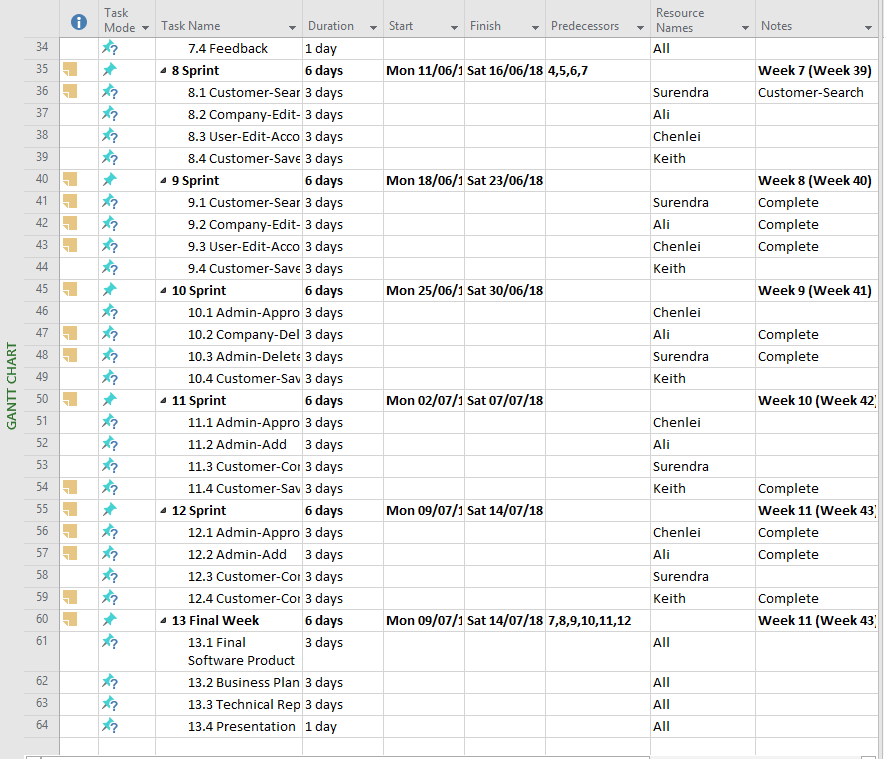 Task Mode Task Name Duration Start Finish Predecessors Resource Names Notes
34 7.4 Feedback 1 day All
35 8 Sprint 6 days Mon 11/06/1 Sat 16/06/18 4,5,6,7 Week 7 (Week 39)
36 8.1 Customer-Sear 3 days Surendra Customer-Search
37 8.2 Company-Edit- 3 days Ali
38 8.3 User-Edit-Acco 3 days Chenlei
39 8.4 Customer-Save 3 days Keith
40 9 Sprint 6 days Mon 18/06/1 Sat 23/06/18 Week 8 (Week 40)
41 9.1 Customer-Sear 3 days Surendra Complete
42 9.2 Company-Edit- 3 days Ali Complete
43 9.3 User-Edit-Acco 3 days Chenlei Complete
44 9.4 Customer-Save 3 days Keith
45 10 Sprint 6 days Mon 25/06/1 Sat 30/06/18 Week 9 (Week 41)
46 10.1 Admin-Appro 3 days Chenlei
47 10.2 Company-Del 3 days Ali Complete
48 10.3 Admin-Delete 3 days Surendra Complete
49 10.4 Customer-Sav 3 days Keith
50 11 Sprint 6 days Mon 02/07/1 Sat 07/07/18 Week 10 (Week 42)
51 11.1 Admin-Appro 3 days Chenlei
52 11.2 Admin-Add 3 days Ali
53 11.3 Customer-Cor 3 days Surendra
54 11.4 Customer-Sav 3 days Keith Complete
55 12 Sprint 6 days Mon 09/07/1 Sat 14/07/18 Week 11 (Week 43)
56 12.1 Admin-Appro 3 days Chenlei Complete
57 12.2 Admin-Add 3 days Ali Complete
58 12.3 Customer-Cor 3 days Surendra
59 12.4 Customer-Cor 3 days Keith Complete
60 13 Final Week 6 days Mon 09/07/1 Sat 14/07/18 7,8,9,10,11,12 Week 11 (Week 43)
61 13.1 Final 3 days All
Software Product
62 13.2 Business Plan 3 days All
63 13.3 Technical Rep 3 days All
64 13.4 Presentation 1 day All
GANTT CHART